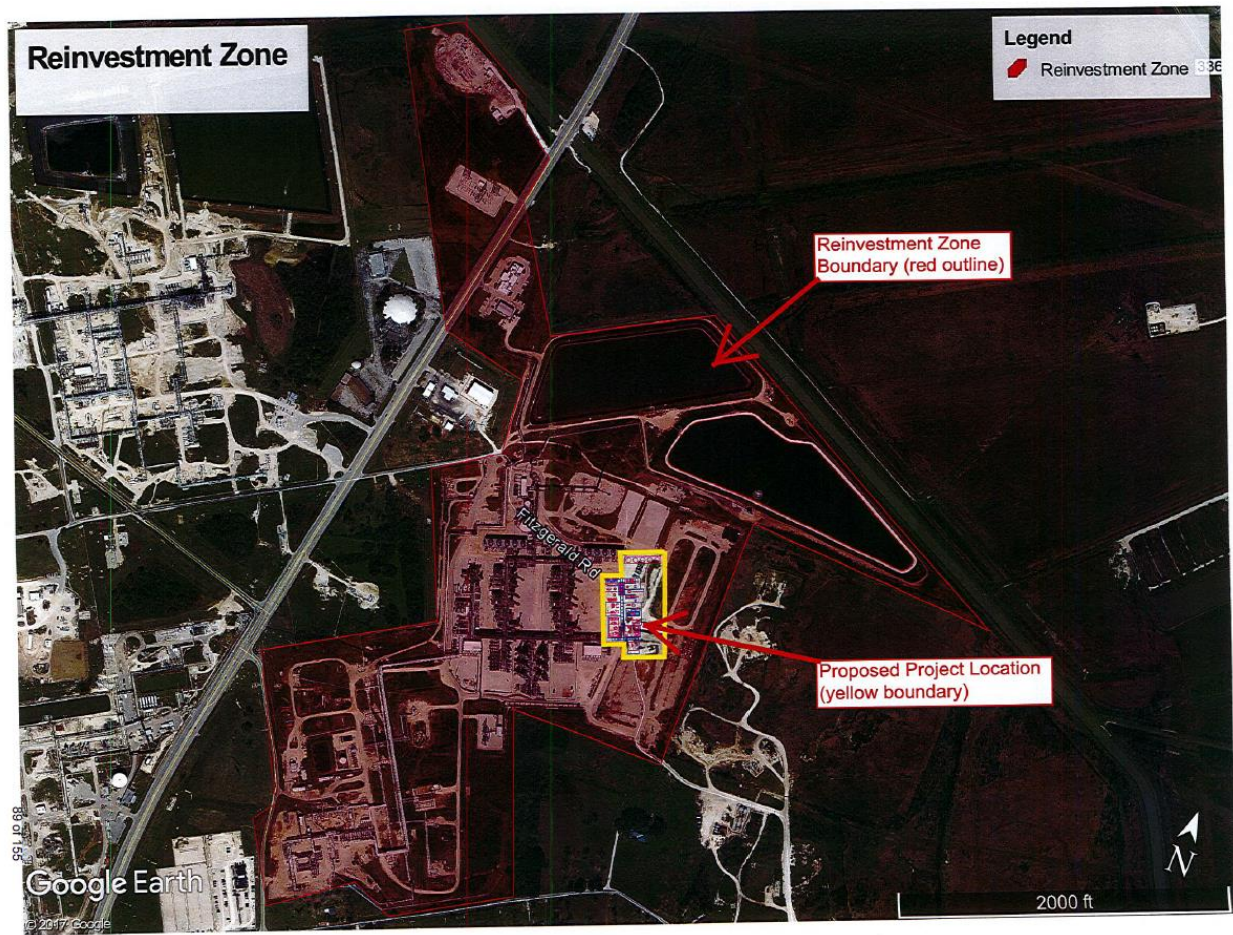 Reinvestment Zone
Legend
Reinvestment Zone 336
Reinvestment Zone
Boundary (red outline)
Fitzgerald Rd
Proposed Project Location
(yellow boundary)
89 of 155
Google Earth
© 2017 Google
N
2000 ft